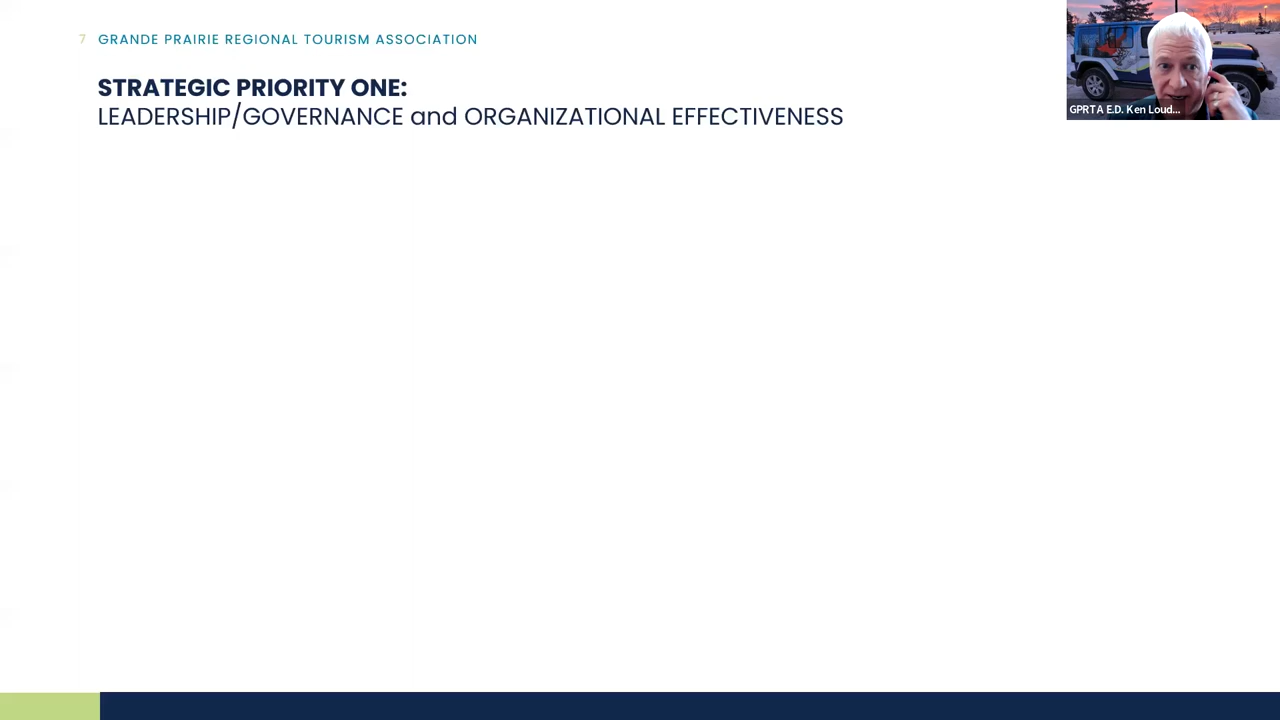 7 GRANDE PRAIRIE REGIONAL TOURISM ASSOCIATION
STRATEGIC PRIORITY ONE:
LEADERSHIP/GOVERNANCE and ORGANIZATIONAL EFFECTIVENESS
GPRTA E.D. Ken Loud...